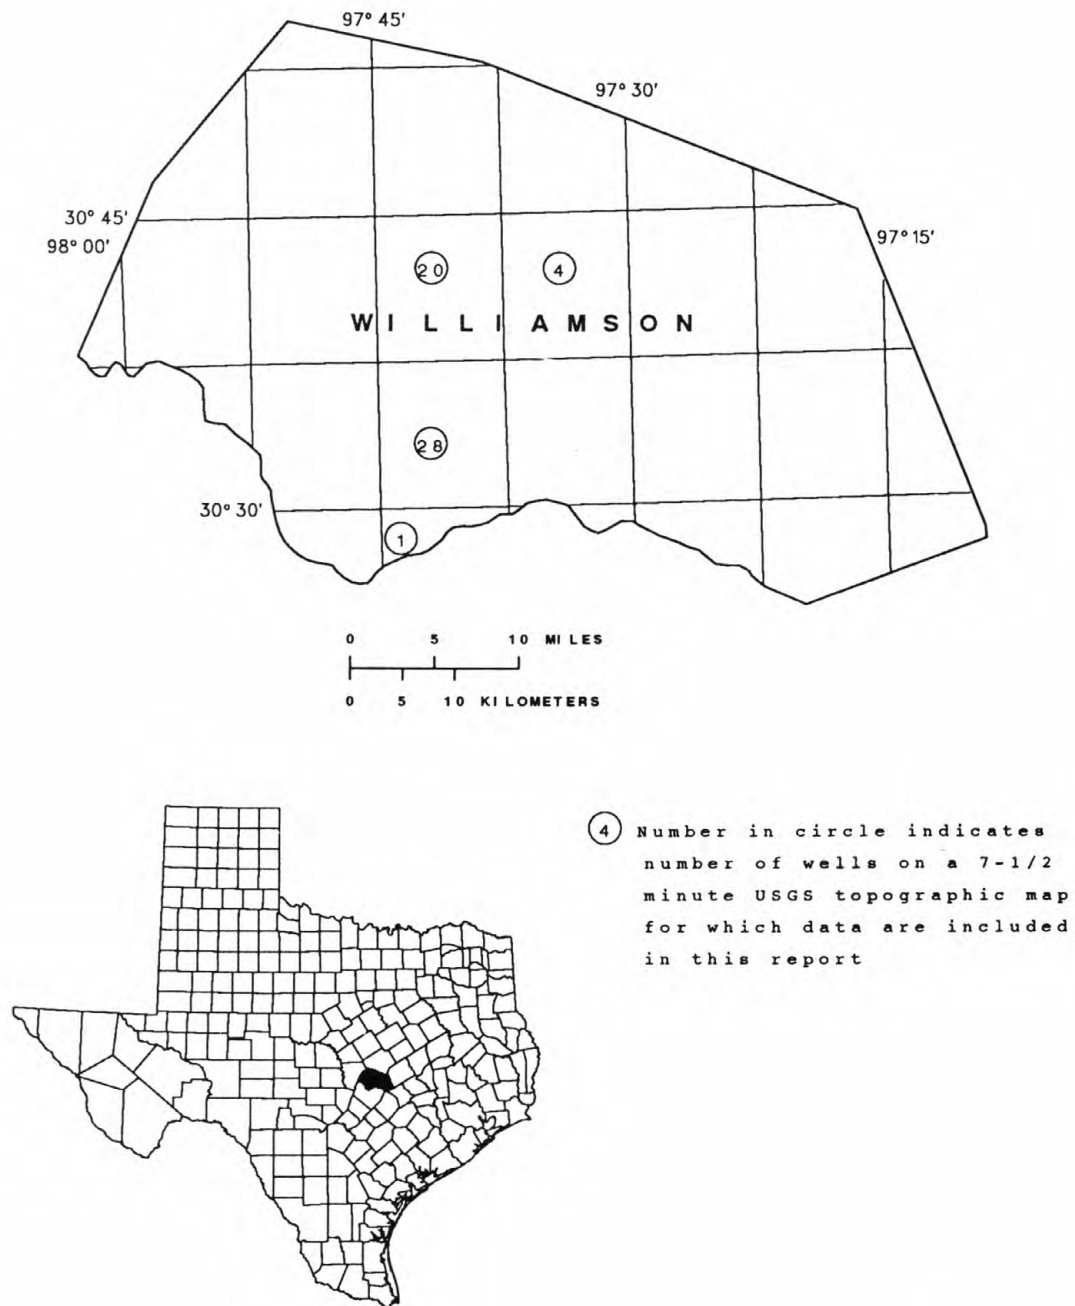 97° 45'
97° 30'
30° 45'
98° 00'
97° 15'
20
4
WILLIAMSON
28
30° 30'
1
0 5 10 MILES
0 5 10 KILOMETERS
4 Number in circle indicates
number of wells on a 7-1/2
minute USGS topographic map
for which data are included
in this report